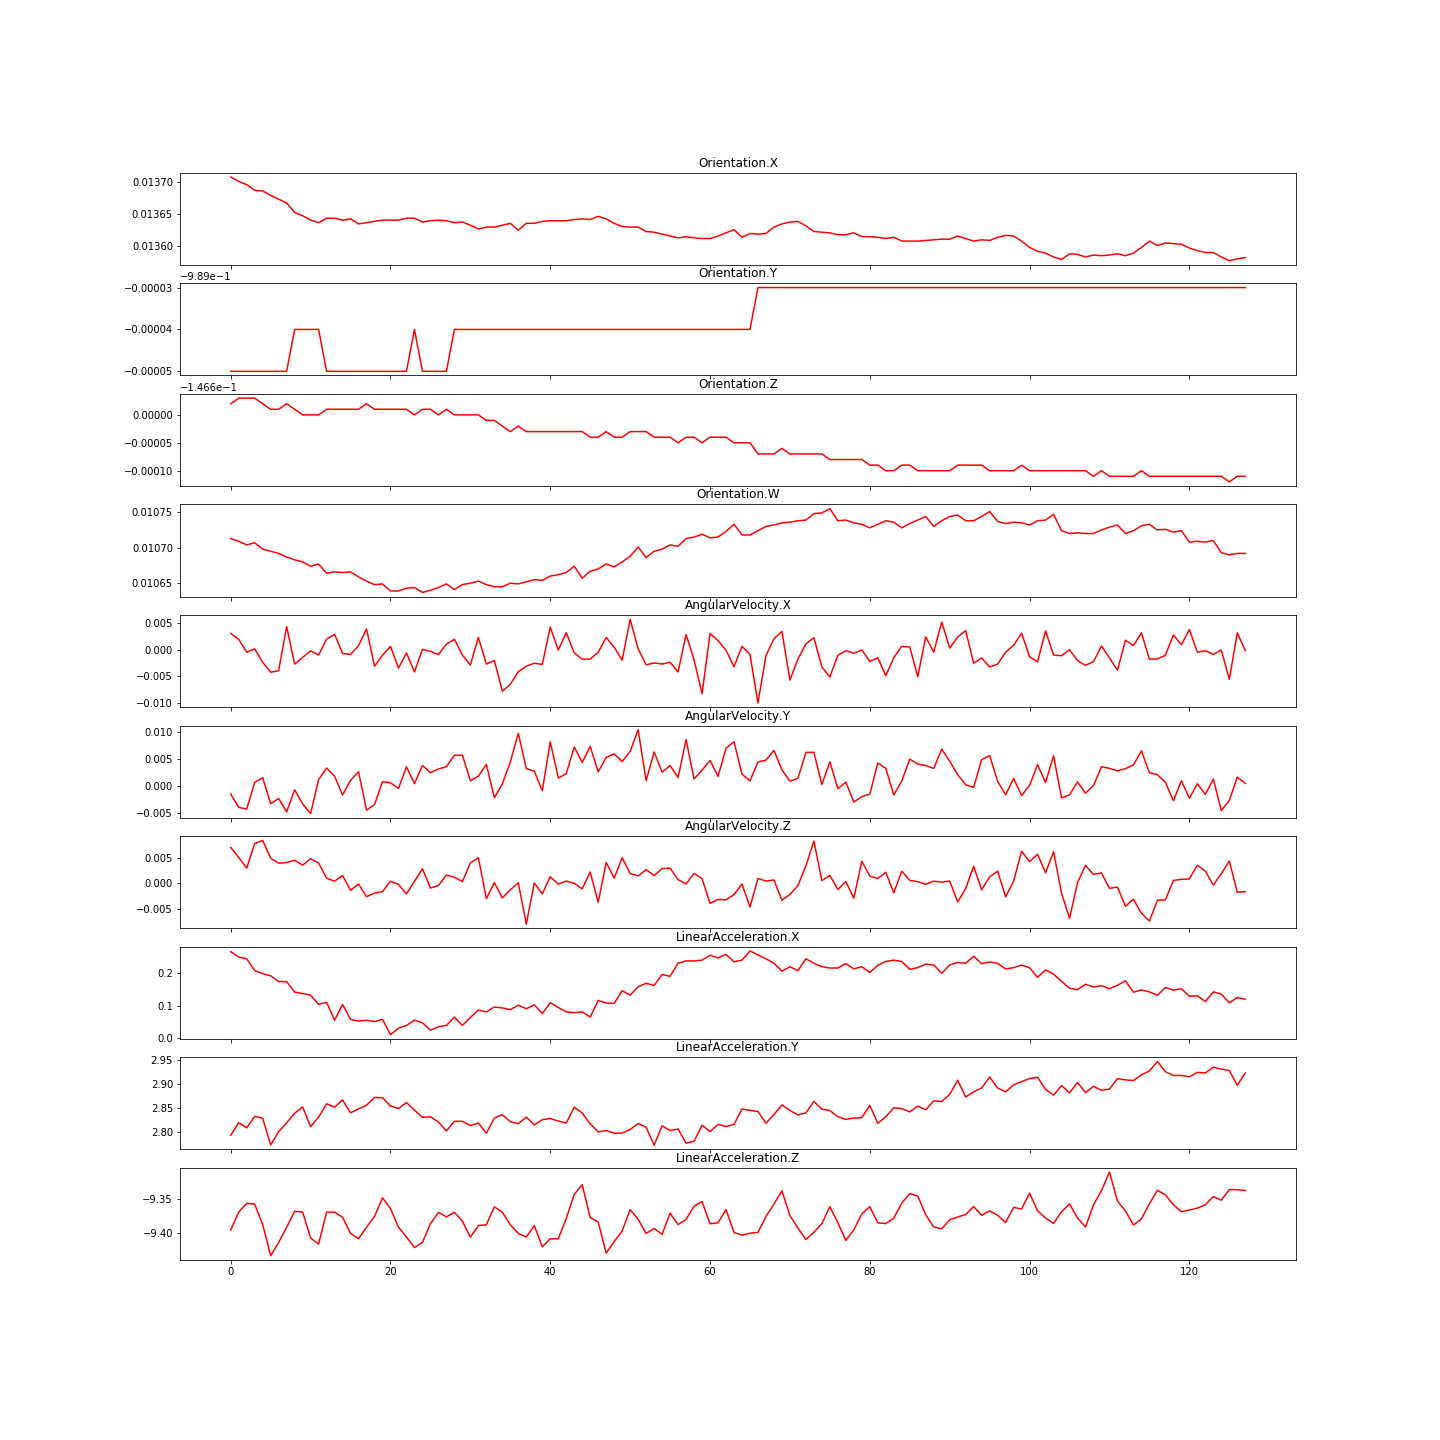 Orientation.X
0.01370
0.01365
0.01360
−9.89e−1
Orientation.Y
−0.00003
−0.00004
−0.00005
−1.466e−1
Orientation.Z
0.00000
−0.00005
−0.00010
Orientation.W
0.01075
0.01070
0.01065
AngularVelocity.X
0.005
0.000
−0.005
−0.010
AngularVelocity.Y
0.010
0.005
0.000
−0.005
AngularVelocity.Z
0.005
0.000
−0.005
LinearAcceleration.X
0.2
0.1
0.0
LinearAcceleration.Y
2.95
2.90
2.85
2.80
LinearAcceleration.Z
−9.35
−9.40
0 20 40 60 80 100 120